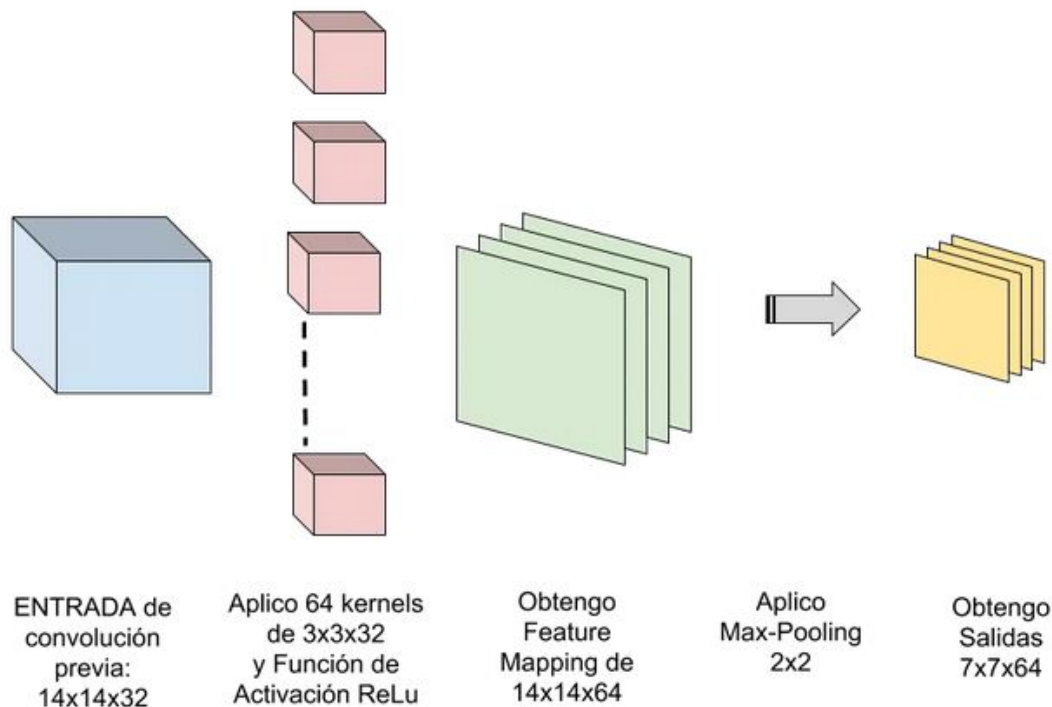 ENTRADA de
convolución
previa:
14x14x32
Aplico 64 kernels
de 3x3x32
y Función de
Activación ReLu
Obtengo
Feature
Mapping de
14x14x64
Aplico
Max-Pooling
2x2
Obtengo
Salidas
7x7x64